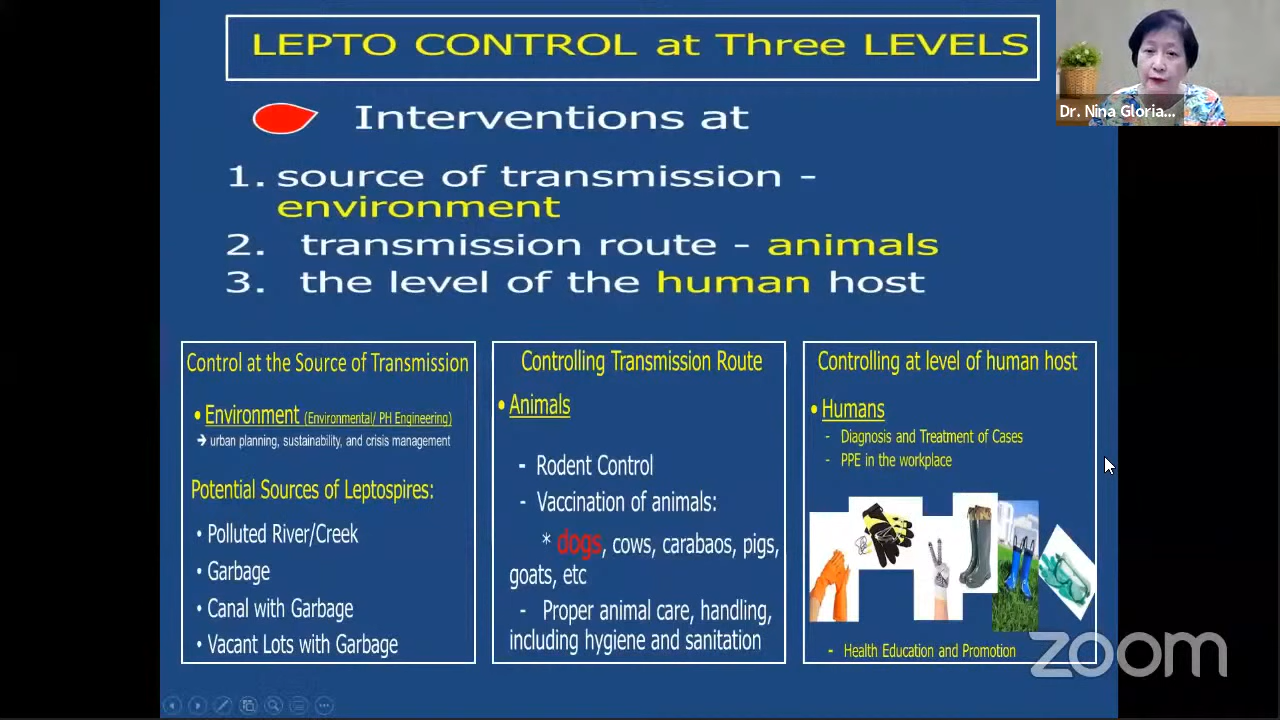 LEPTO CONTROL at Three LEVELS
Dr. Nina Gloria...
Interventions at
1. source of transmission -
environment
2. transmission route - animals
3. the level of the human host
Control at the Source of Transmission
• Environment (Environmental/ PH Engineering)
➔ urban planning, sustainability, and crisis management
Potential Sources of Leptospires:
• Polluted River/Creek
• Garbage
• Canal with Garbage
• Vacant Lots with Garbage
Controlling Transmission Route
• Animals
- Rodent Control
- Vaccination of animals:
* dogs, cows, carabaos, pigs,
goats, etc
- Proper animal care, handling,
including hygiene and sanitation
Controlling at level of human host
• Humans
- Diagnosis and Treatment of Cases
- PPE in the workplace
- Health Education and Promotion
zoom